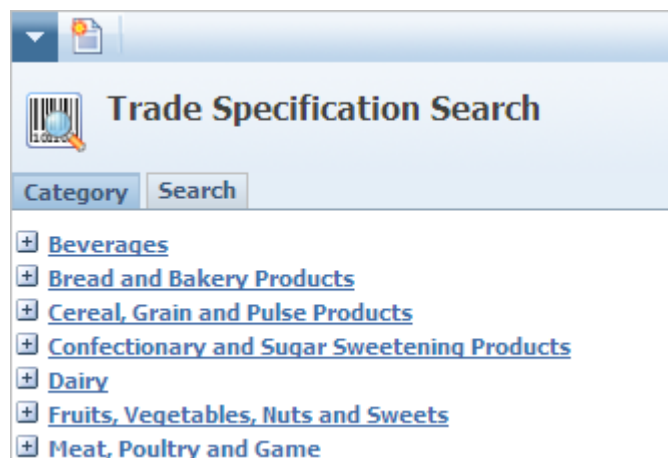 Trade Specification Search
Category Search
Beverages
Bread and Bakery Products
Cereal, Grain and Pulse Products
Confectionary and Sugar Sweetening Products
Dairy
Fruits, Vegetables, Nuts and Sweets
Meat, Poultry and Game